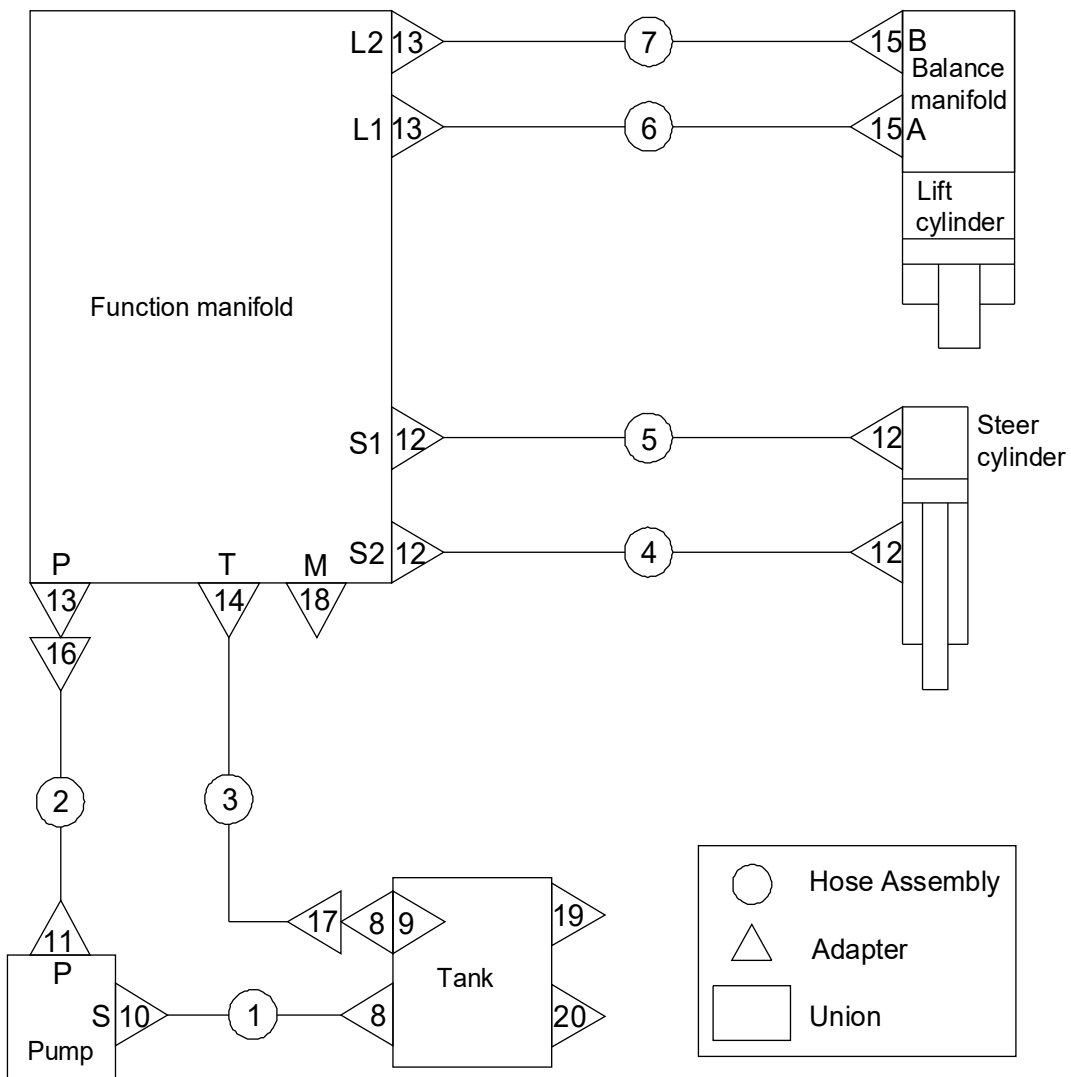 L2 13 7 15 B
Balance
manifold
L1 13 6 15 A
Lift
cylinder
Function manifold
S1 12 5 12
Steer
cylinder
S2 12 4 12
P T M
13 14 18
16
2 3
17 8 9 19
11
P
Tank
S 10 1 8 20
Pump
Hose Assembly
Adapter
Union